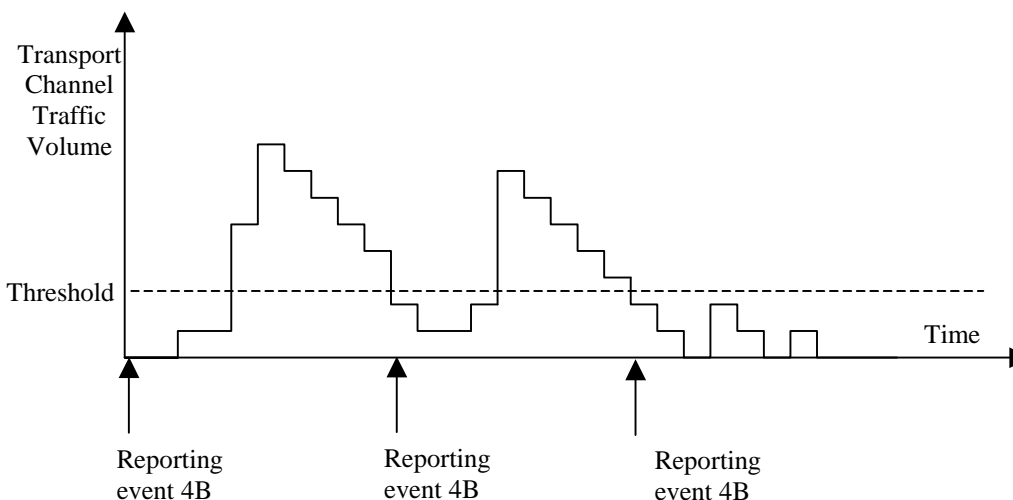 Transport
Channel
Traffic
Volume
Threshold
Time
Reporting
event 4B
Reporting
event 4B
Reporting
event 4B